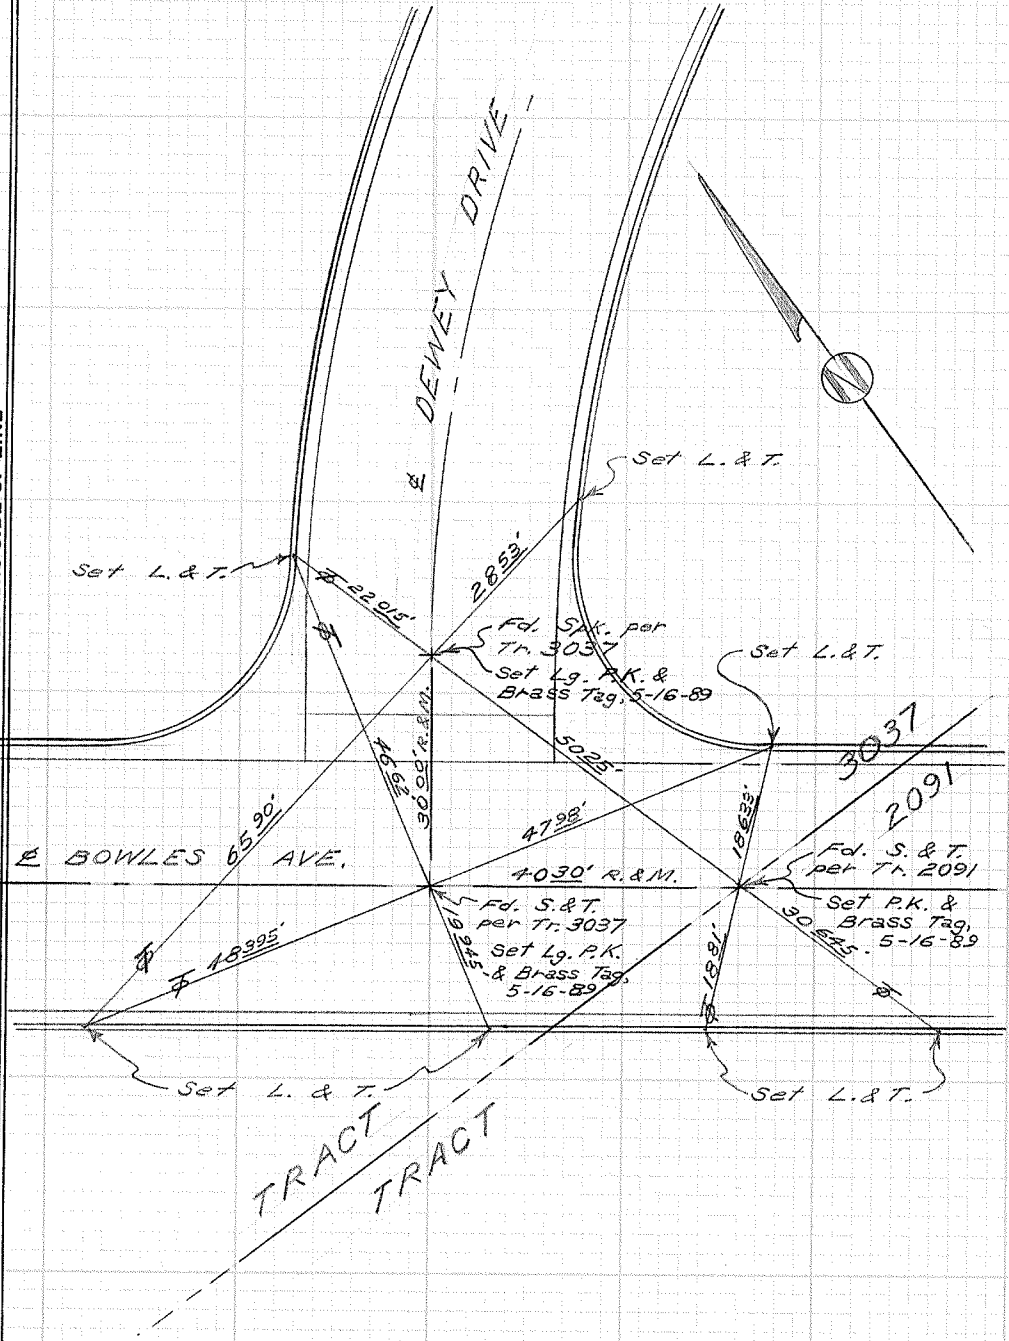 DEWEY DRIVE
℄
Set L. & T.
Set L. & T.
22.015'
28.53'
Fd. Spk. per
Tr. 3037
Set Lg. P.K. &
Brass Tag, 5-16-89
Set L. & T.
3037
2091
46.62
30.00' R. & M.
50.25-
47.98'
18.633'
65.90'
℄ BOWLES AVE.
40.30' R. & M.
Fd. S. & T.
per Tr. 2091
Set P.K. &
Brass Tag,
5-16-89
Fd. S. & T.
per Tr. 3037
Set Lg. P.K.
& Brass Tag,
5-16-89
48.395'
19.945-
18.81'
30.645-
Set L. & T.
Set L. & T.
TRACT
TRACT
N